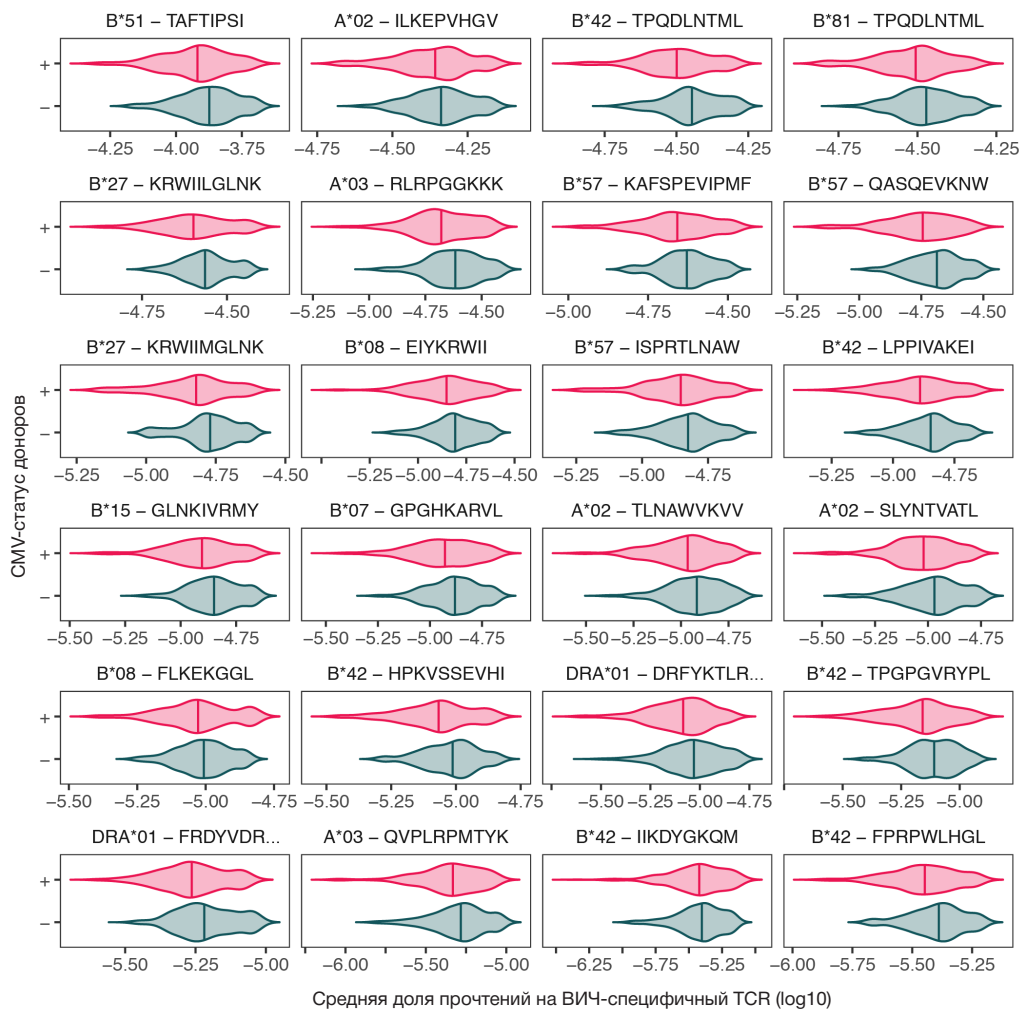 B*51 – TAFTIPSI A*02 – ILKEPVHGV B*42 – TPQDLNTML B*81 – TPQDLNTML
+
–
−4.25 −4.00 −3.75 −4.75 −4.50 −4.25 −4.75 −4.50 −4.25 −4.75 −4.50 −4.25
B*27 – KRWIILGLNK A*03 – RLRPGGKKK B*57 – KAFSPEVIPMF B*57 – QASQEVKNW
+
–
−4.75 −4.50 −5.25 −5.00 −4.75 −4.50 −5.00 −4.75 −4.50 −5.25 −5.00 −4.75 −4.50
B*27 – KRWIIMGLNK B*08 – EIYKRWII B*57 – ISPRTLNAW B*42 – LPPIVAKEI
+
–
−5.25 −5.00 −4.75 −4.50 −5.25 −5.00 −4.75 −4.50 −5.25 −5.00 −4.75 −5.25 −5.00 −4.75
B*15 – GLNKIVRMY B*07 – GPGHKARVL A*02 – TLNAWVKVV A*02 – SLYNTVATL
+
–
−5.50 −5.25 −5.00 −4.75 −5.50 −5.25 −5.00 −4.75 −5.50 −5.25 −5.00 −4.75 −5.50 −5.25 −5.00 −4.75
B*08 – FLKEKGGL B*42 – HPKVSSEVHI DRA*01 – DRFYKTLR... B*42 – TPGPGVRYPL
+
–
−5.50 −5.25 −5.00 −4.75 −5.50 −5.25 −5.00 −4.75 −5.50 −5.25 −5.00 −4.75 −5.50 −5.25 −5.00
DRA*01 – FRDYVDR... A*03 – QVPLRPMTYK B*42 – IIKDYGKQM B*42 – FPRPWLHGL
+
–
−5.50 −5.25 −5.00 −6.00 −5.50 −5.00 −6.25 −5.75 −5.25 −6.00 −5.75 −5.50 −5.25
CMV-статус доноров
Средняя доля прочтений на ВИЧ-специфичный TCR (log10)